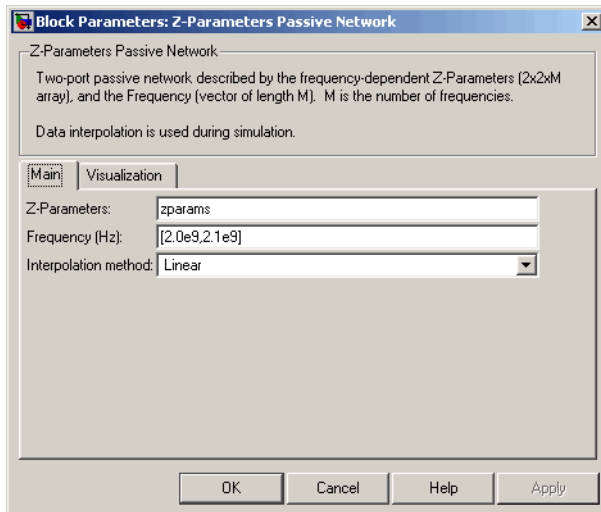 Block Parameters: Z-Parameters Passive Network
Z-Parameters Passive Network
Two-port passive network described by the frequency-dependent Z-Parameters (2x2xM
array), and the Frequency (vector of length M). M is the number of frequencies.
Data interpolation is used during simulation.
Main Visualization
Z-Parameters: zparams
Frequency (Hz): [2.0e9,2.1e9]
Interpolation method: Linear
OK Cancel Help Apply